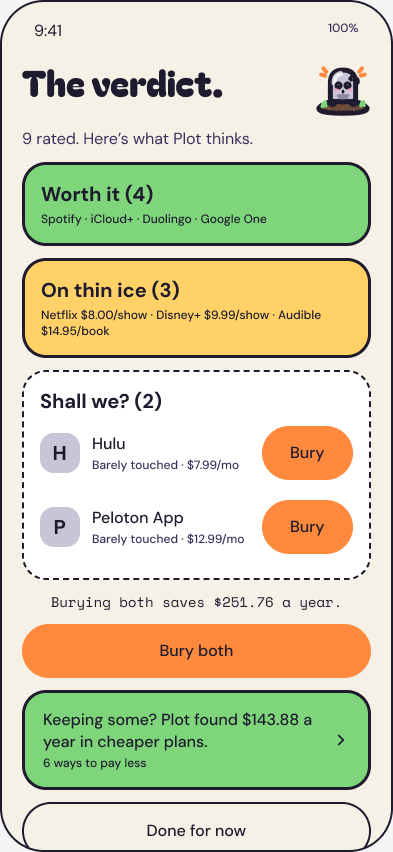 9:41
100%
The verdict.
9 rated. Here’s what Plot thinks.
Worth it (4)
Spotify · iCloud+ · Duolingo · Google One
On thin ice (3)
Netflix $8.00/show · Disney+ $9.99/show · Audible
$14.95/book
Shall we? (2)
H
Hulu
Barely touched · $7.99/mo
Bury
P
Peloton App
Barely touched · $12.99/mo
Bury
Burying both saves $251.76 a year.
Bury both
Keeping some? Plot found $143.88 a
year in cheaper plans.
6 ways to pay less
Done for now